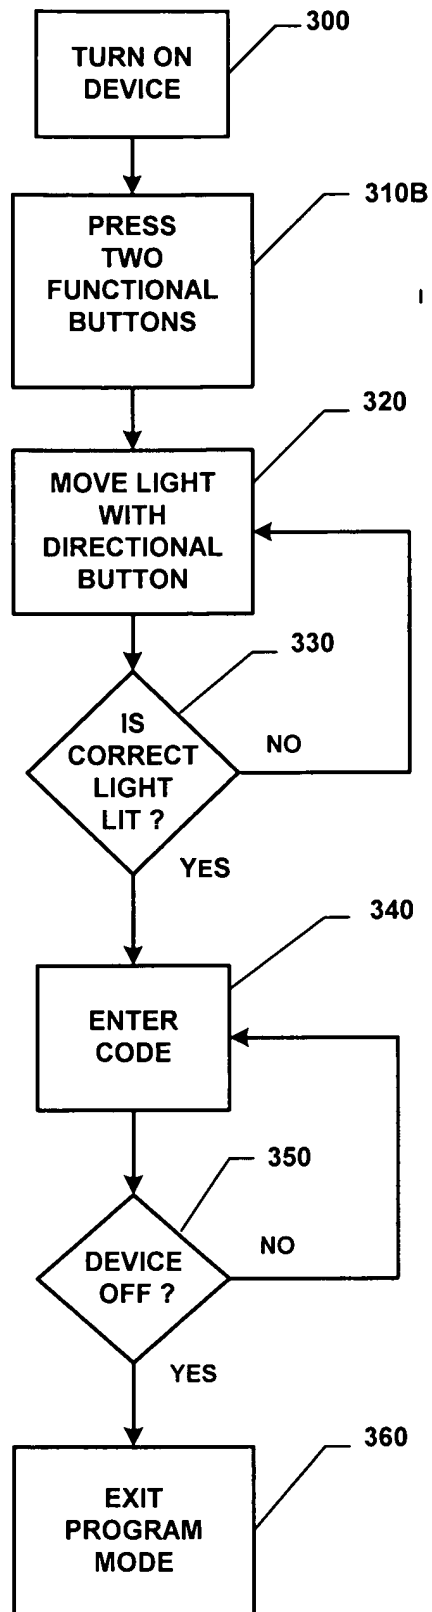 300
TURN ON
DEVICE
310B
PRESS
TWO
FUNCTIONAL
BUTTONS
320
MOVE LIGHT
WITH
DIRECTIONAL
BUTTON
330
IS
CORRECT
LIGHT
LIT ?
NO
YES
340
ENTER
CODE
350
DEVICE
OFF ?
NO
YES
360
EXIT
PROGRAM
MODE